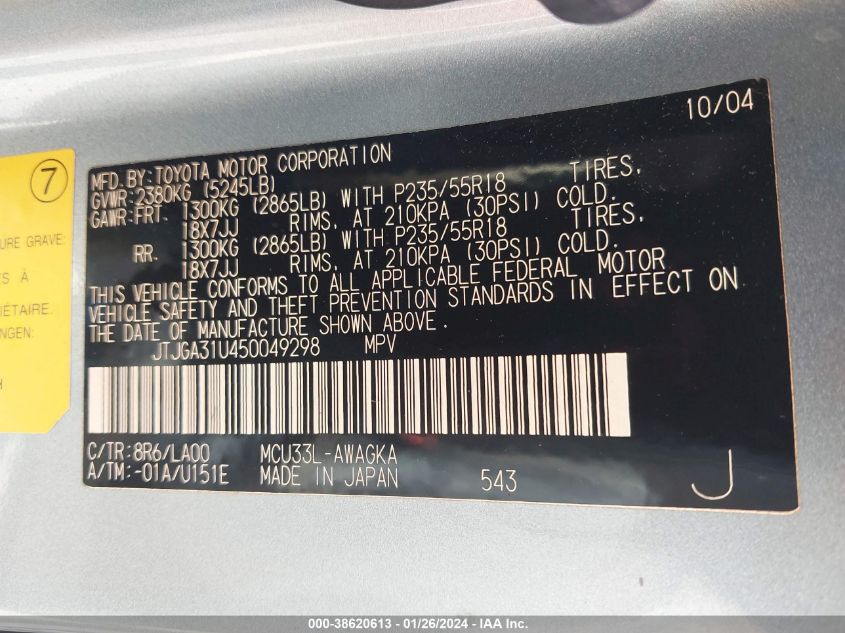 10/04
7
MFD.BY:TOYOTA MOTOR CORPORATION
GVWR:2380KG (5245LB)
GAWR:FRT. 1300KG (2865LB) WITH P235/55R18 TIRES,
18X7JJ RIMS, AT 210KPA (30PSI) COLD.
RR. 1300KG (2865LB) WITH P235/55R18 TIRES,
18X7JJ RIMS, AT 210KPA (30PSI) COLD.
THIS VEHICLE CONFORMS TO ALL APPLICABLE FEDERAL MOTOR
VEHICLE SAFETY AND THEFT PREVENTION STANDARDS IN EFFECT ON
THE DATE OF MANUFACTURE SHOWN ABOVE.
JTJGA31U450049298 MPV
C/TR:8R6/LA00 MCU33L-AWAGKA
A/TM:-01A/U151E MADE IN JAPAN 543 J
URE GRAVE:
S À
IÉTAIRE.
NGEN:
H
000-38620613 - 01/26/2024 - IAA Inc.